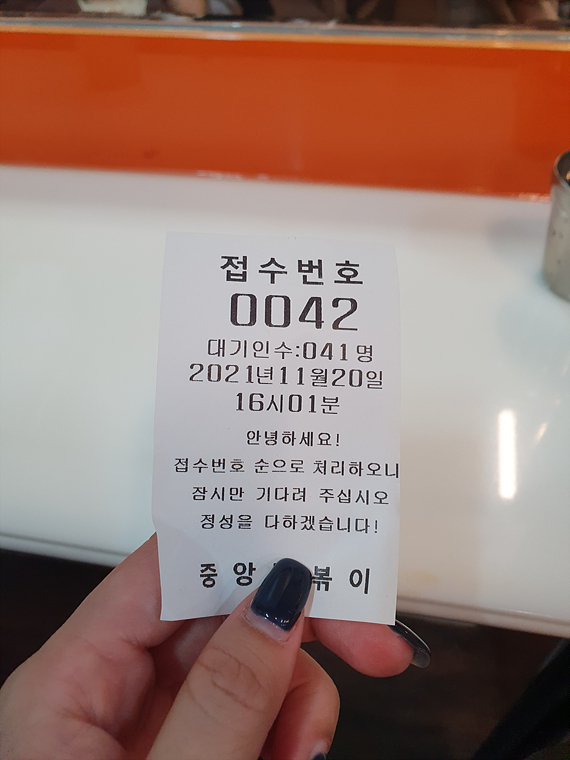 접수번호
0042
대기인수:041명
2021년11월20일
16시01분
안녕하세요!
접수번호 순으로 처리하오니
잠시만 기다려 주십시오
정성을 다하겠습니다!
중앙 볶이